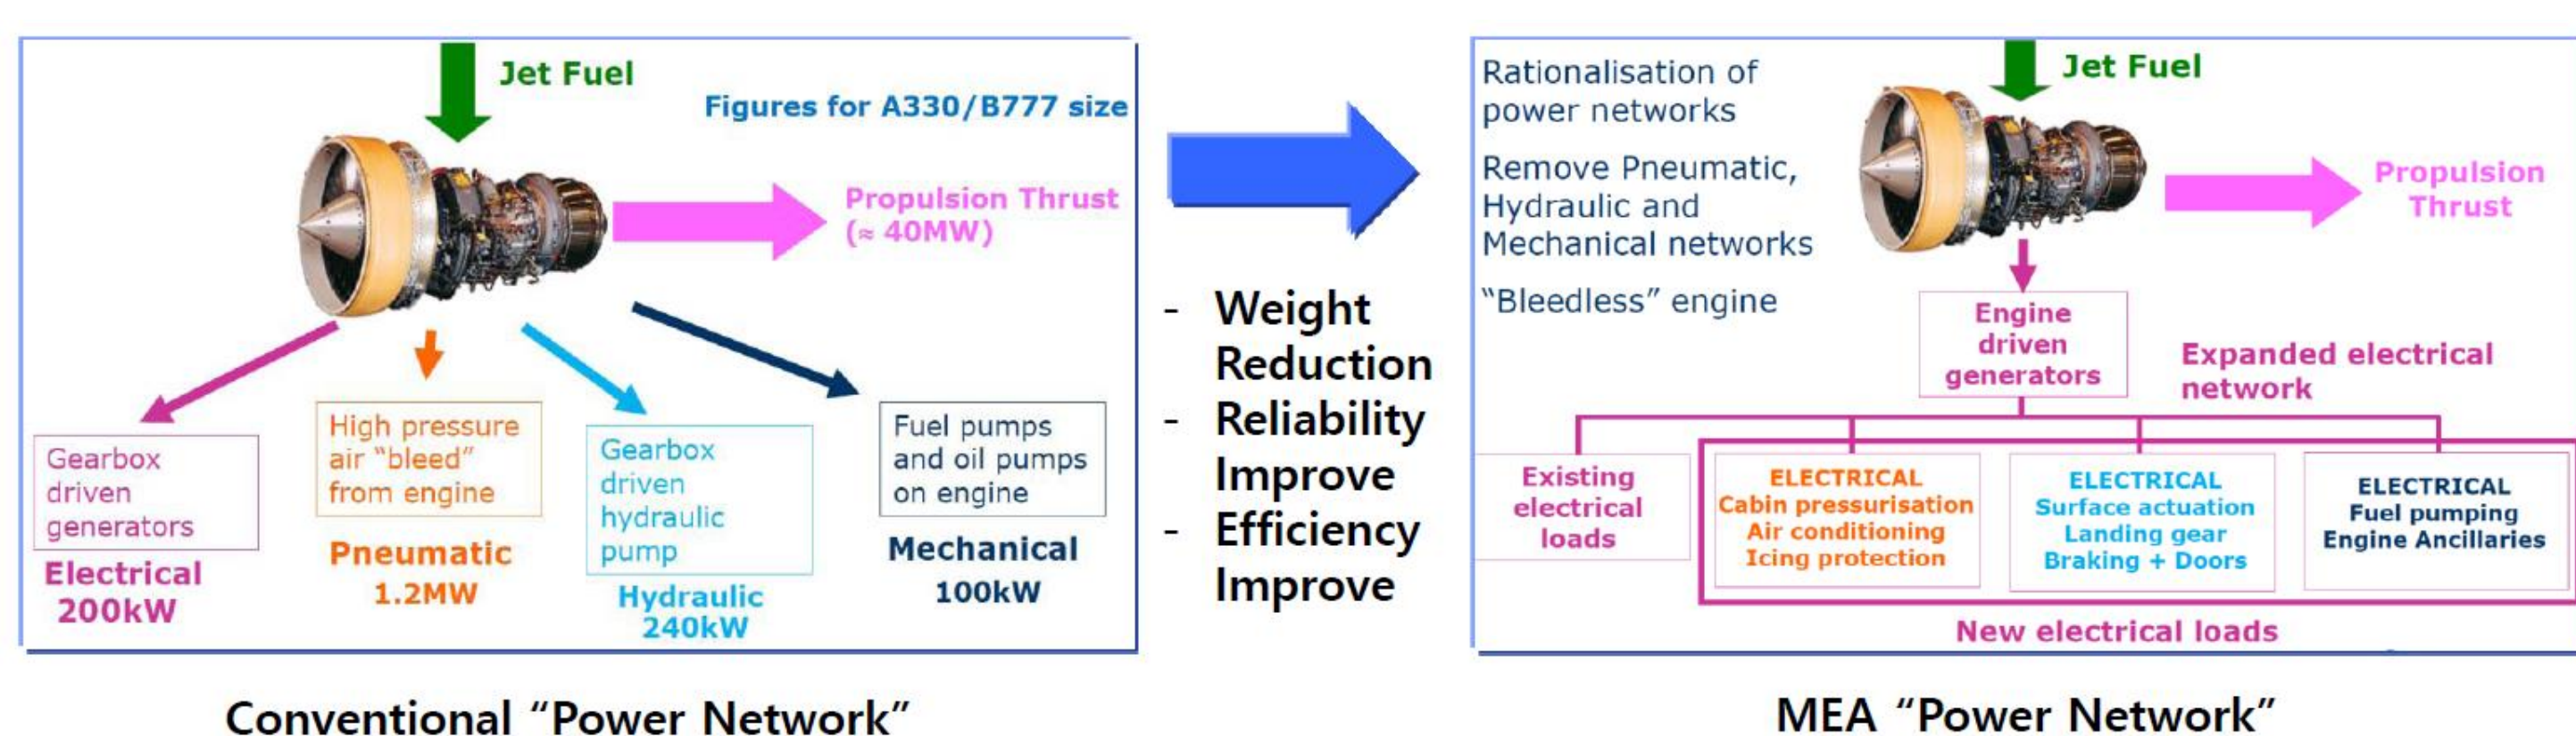 Jet Fuel
Figures for A330/B777 size
Propulsion Thrust
(≈ 40MW)
Gearbox
driven
generators
Electrical
200kW
High pressure
air “bleed”
from engine
Pneumatic
1.2MW
Gearbox
driven
hydraulic
pump
Hydraulic
240kW
Fuel pumps
and oil pumps
on engine
Mechanical
100kW
Conventional “Power Network”
- Weight
Reduction
- Reliability
Improve
- Efficiency
Improve
Rationalisation of
power networks
Remove Pneumatic,
Hydraulic and
Mechanical networks
“Bleedless” engine
Jet Fuel
Propulsion
Thrust
Engine
driven
generators
Expanded electrical
network
Existing
electrical
loads
ELECTRICAL
Cabin pressurisation
Air conditioning
Icing protection
ELECTRICAL
Surface actuation
Landing gear
Braking + Doors
ELECTRICAL
Fuel pumping
Engine Ancillaries
New electrical loads
MEA “Power Network”